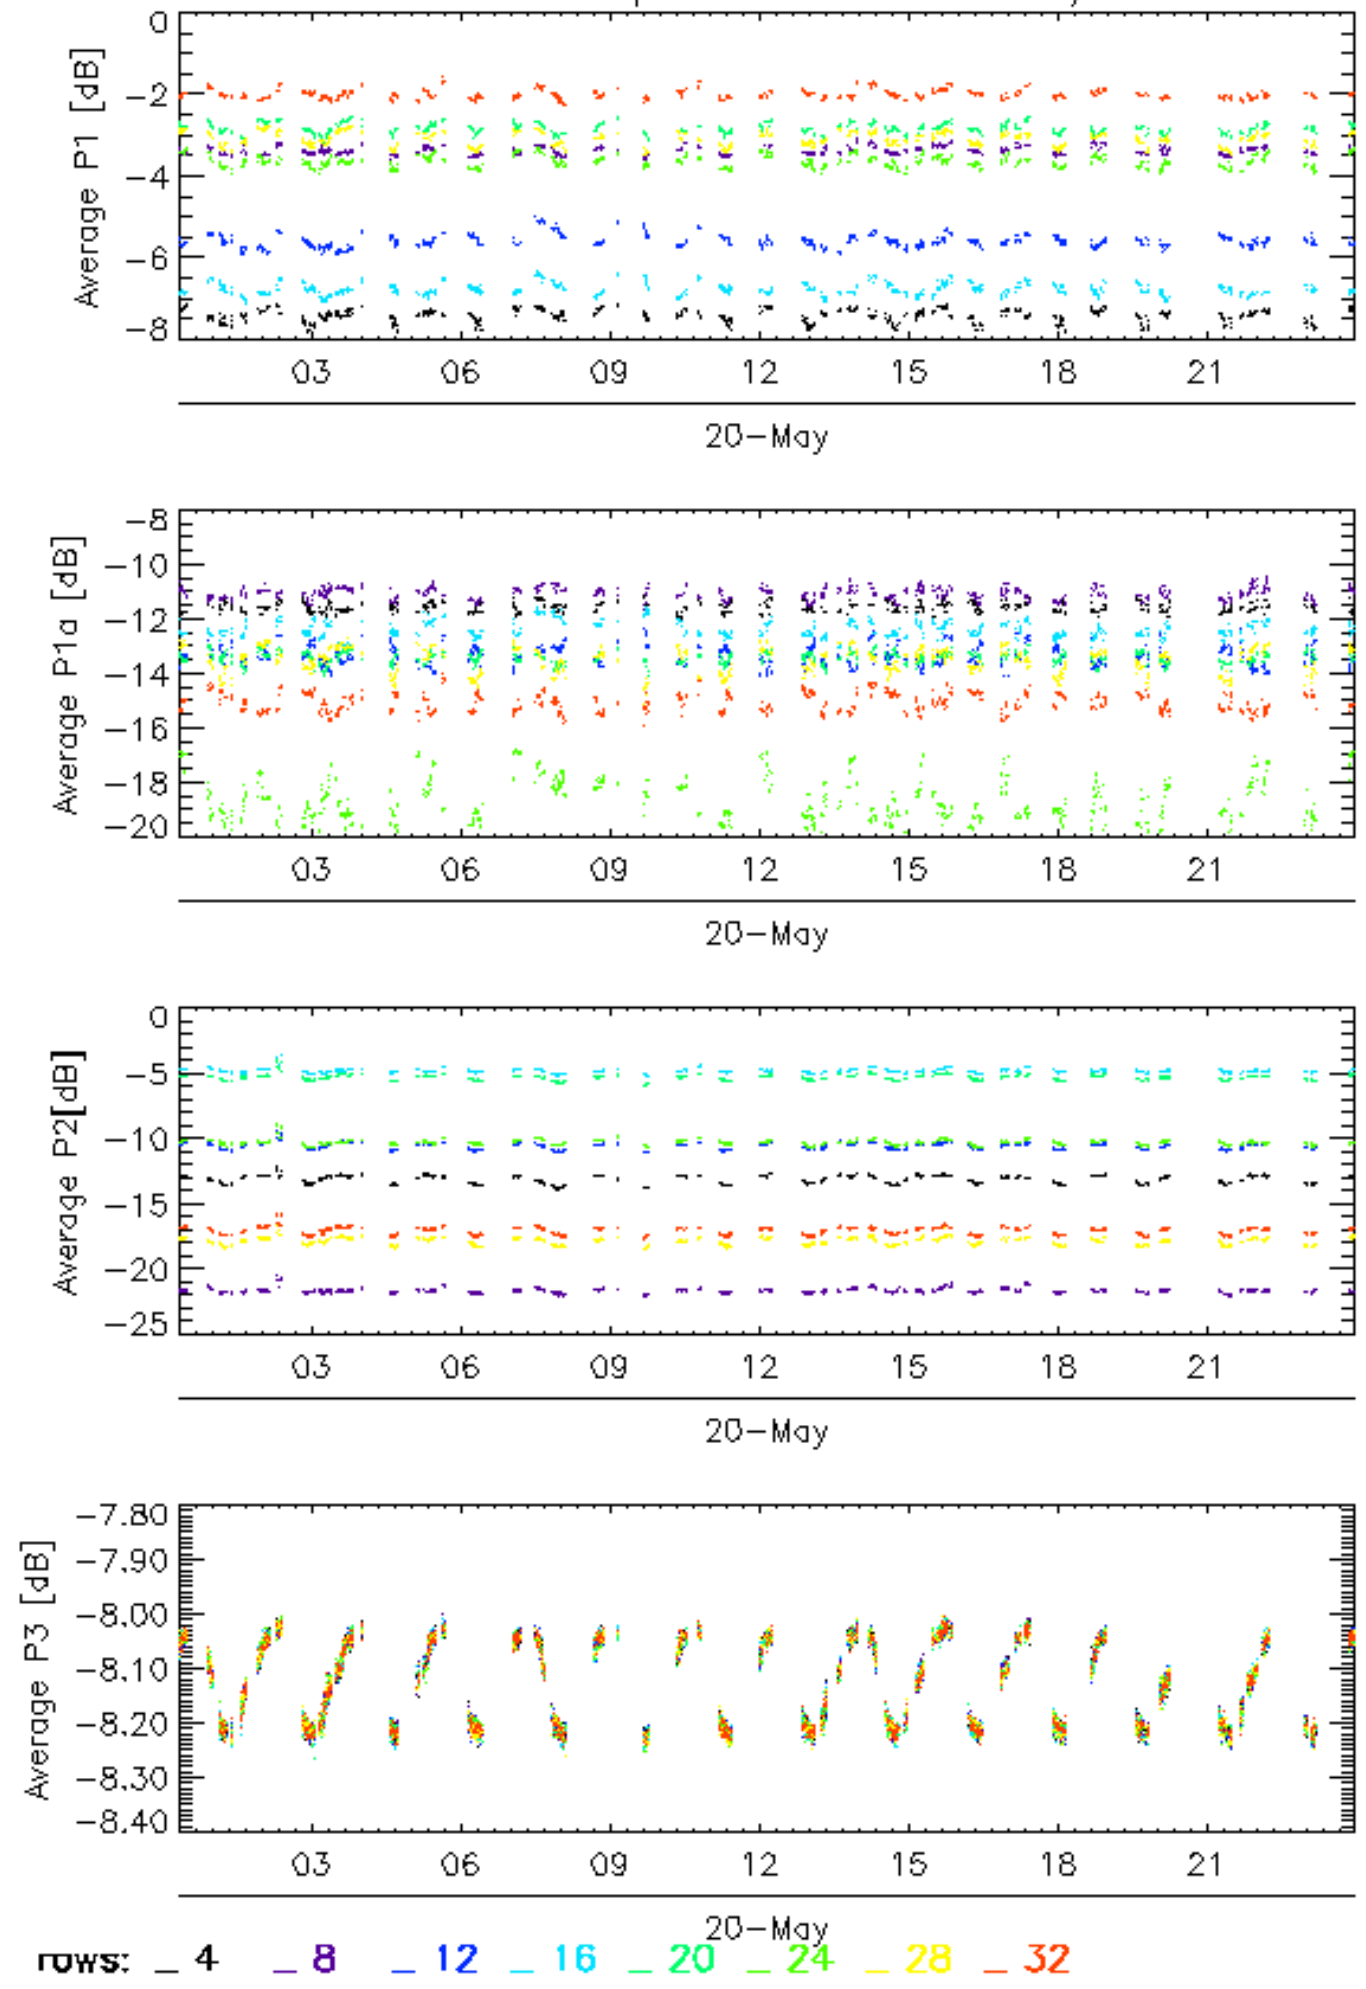 0
−2
−4
−6
−8
Average P1 [dB]
03 06 09 12 15 18 21
20−May
−8
−10
−12
−14
−16
−18
−20
Average P1a [dB]
03 06 09 12 15 18 21
20−May
0
−5
−10
−15
−20
−25
Average P2[dB]
03 06 09 12 15 18 21
20−May
−7.80
−7.90
−8.00
−8.10
−8.20
−8.30
−8.40
Average P3 [dB]
03 06 09 12 15 18 21
20−May
rows: _ 4 _ 8 _ 12 _ 16 _ 20 _ 24 _ 28 _ 32